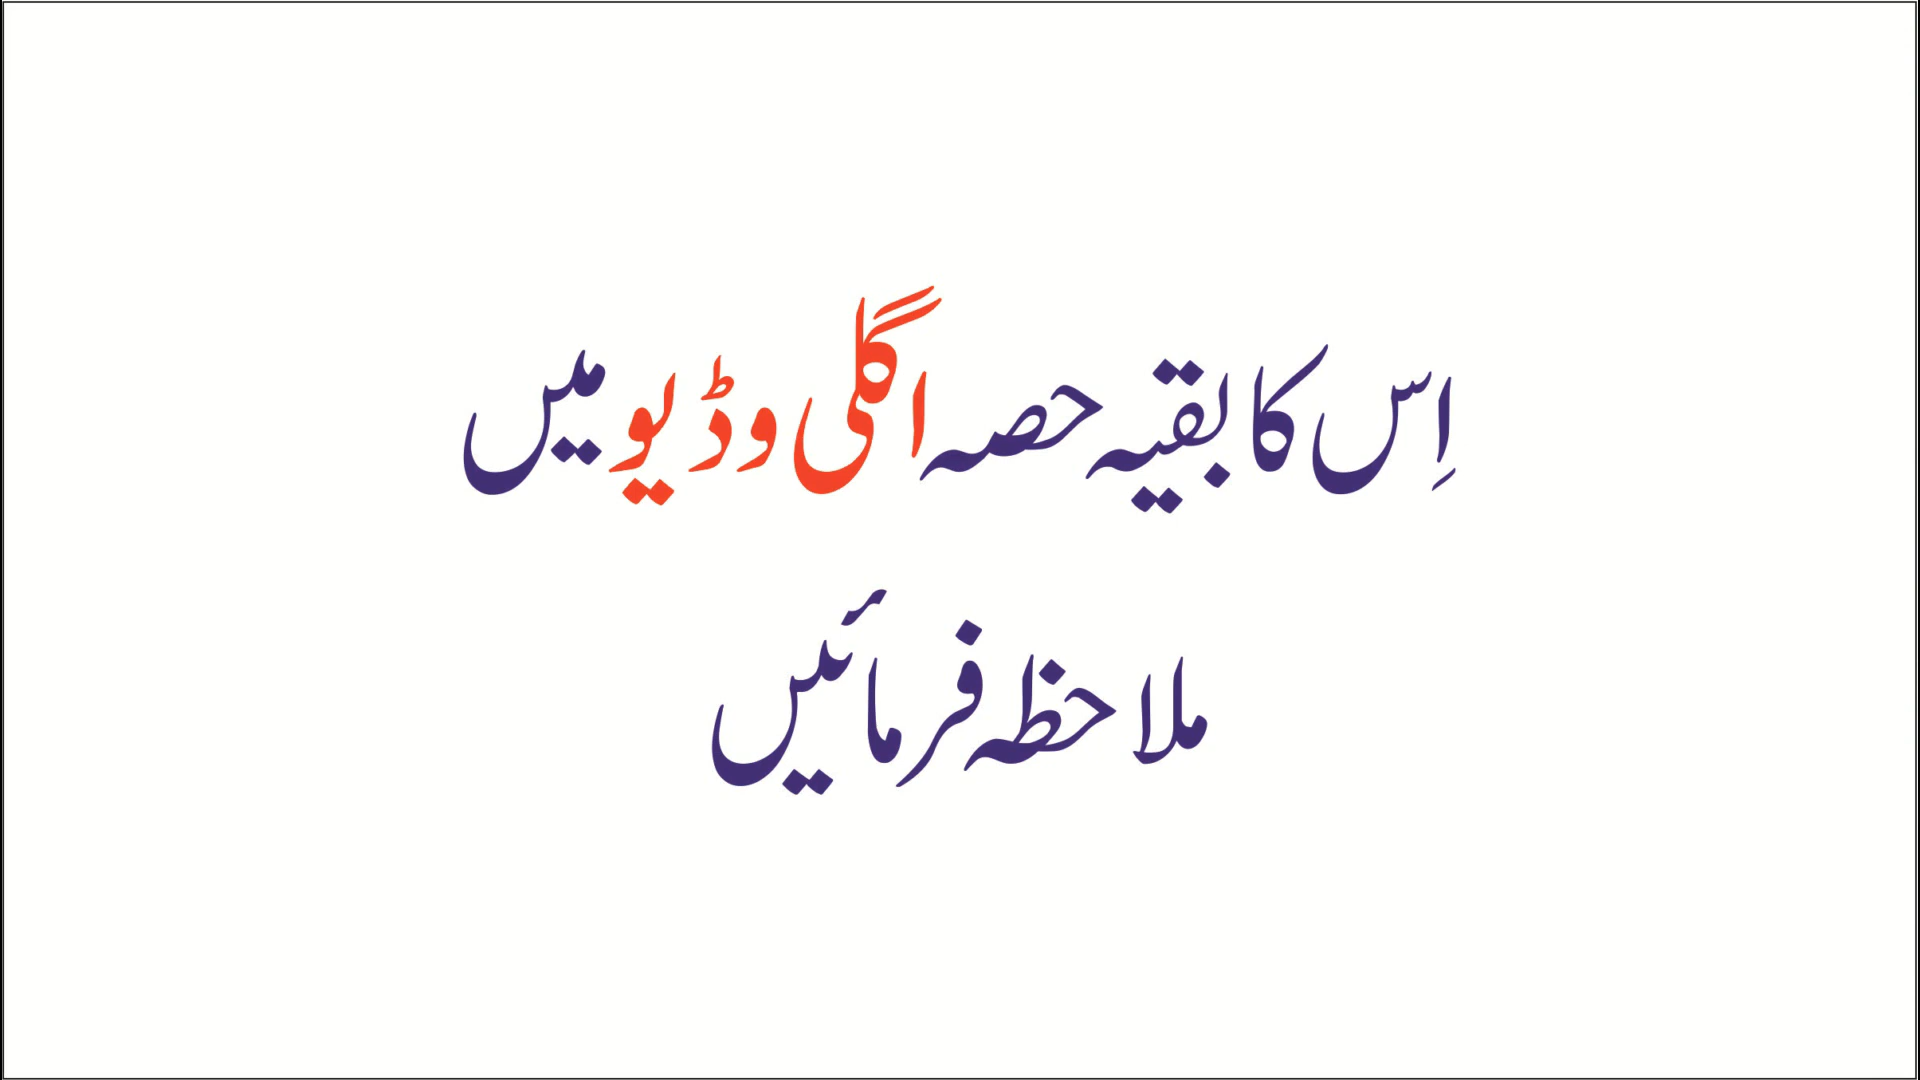 اِس کا بقیہ حصہ اگلی وڈیو میں
ملاحظہ فرمائیں